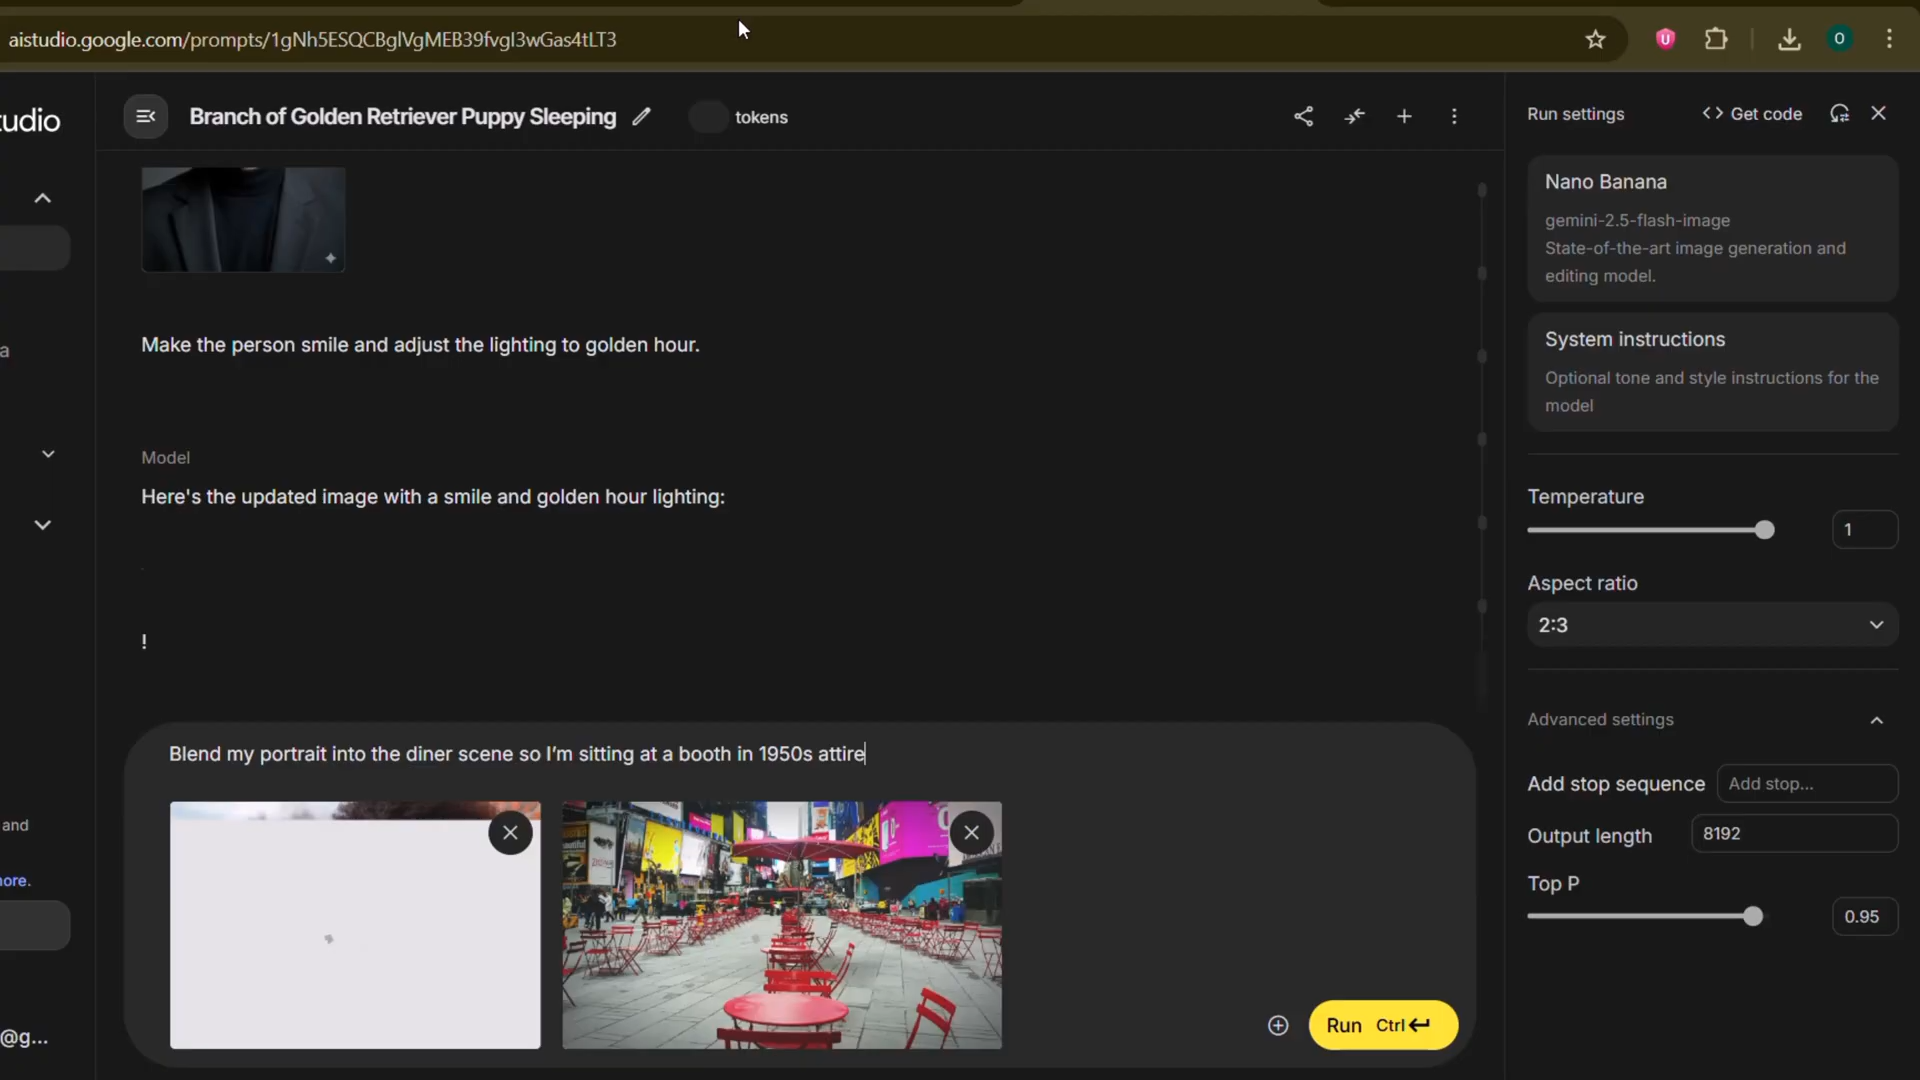 aistudio.google.com/prompts/1gNh5ESQCBglVgMEB39fvgl3wGas4tLT3
O
tudio
Branch of Golden Retriever Puppy Sleeping
tokens
Run settings
Get code
Nano Banana
gemini-2.5-flash-image
State-of-the-art image generation and
editing model.
Make the person smile and adjust the lighting to golden hour.
System instructions
Optional tone and style instructions for the
model
a
Model
Here's the updated image with a smile and golden hour lighting:
Temperature
1
Aspect ratio
2:3
!
Advanced settings
Blend my portrait into the diner scene so I'm sitting at a booth in 1950s attire
Add stop sequence
Add stop...
and
Output length
8192
ore.
Top P
0.95
@g...
Run Ctrl